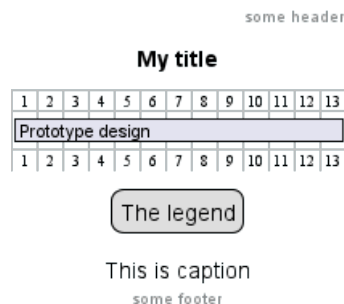 some header
My title
1 2 3 4 5 6 7 8 9 10 11 12 13
Prototype design
1 2 3 4 5 6 7 8 9 10 11 12 13
The legend
This is caption
some footer